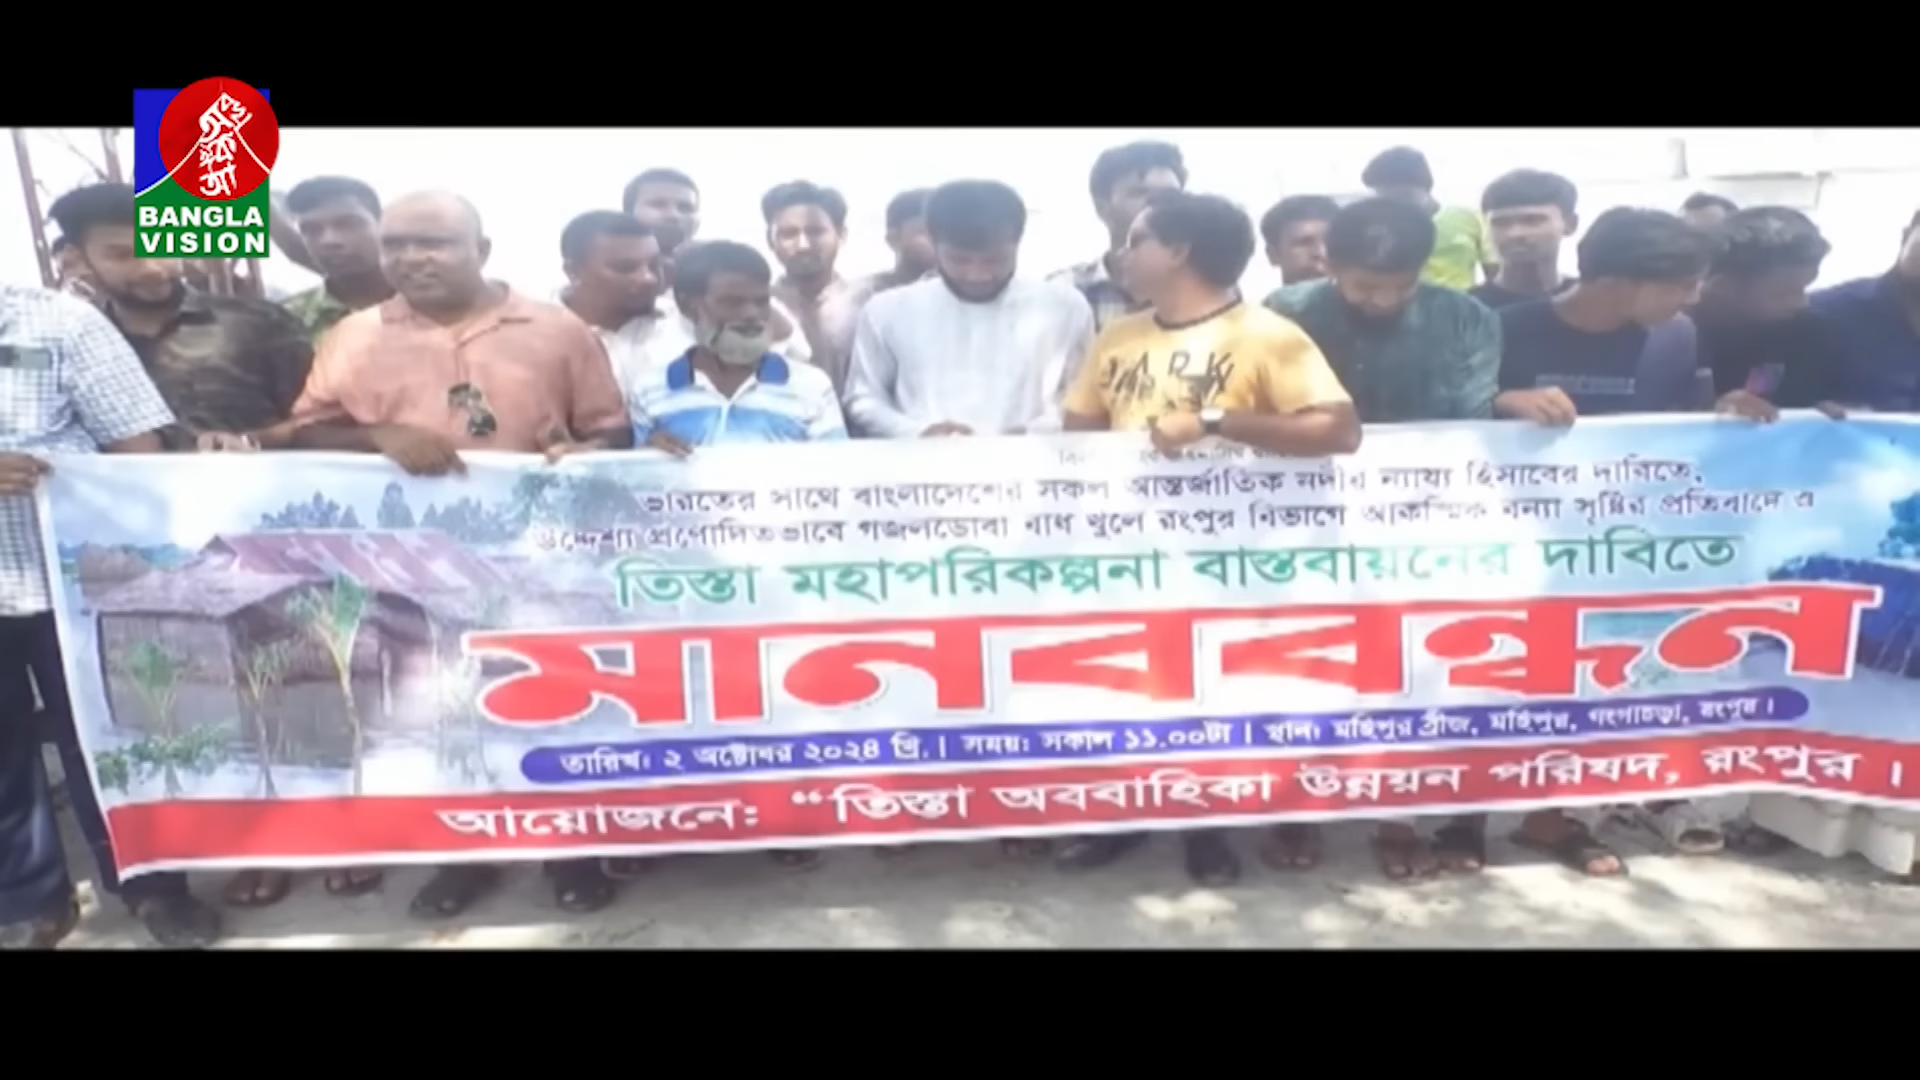 BANGLA
VISION
ভারতের সাথে বাংলাদেশের সকল আন্তর্জাতিক নদীর ন্যায্য হিসাবের দাবিতে,
উদ্দেশ্য প্রণোদিতভাবে গজলডোবা বাধ খুলে রংপুর বিভাগে আকস্মিক বন্যা সৃষ্টির প্রতিবাদে ও
তিস্তা মহাপরিকল্পনা বাস্তবায়নের দাবিতে
মানববন্ধন
তারিখ: ২ অক্টোবর ২০২৪ খ্রি. | সময়: সকাল ১১.০০টা | স্থান: মহিপুর ব্রীজ, মহিপুর, গংগাচড়া, রংপুর।
আয়োজনে: “তিস্তা অববাহিকা উন্নয়ন পরিষদ, রংপুর।